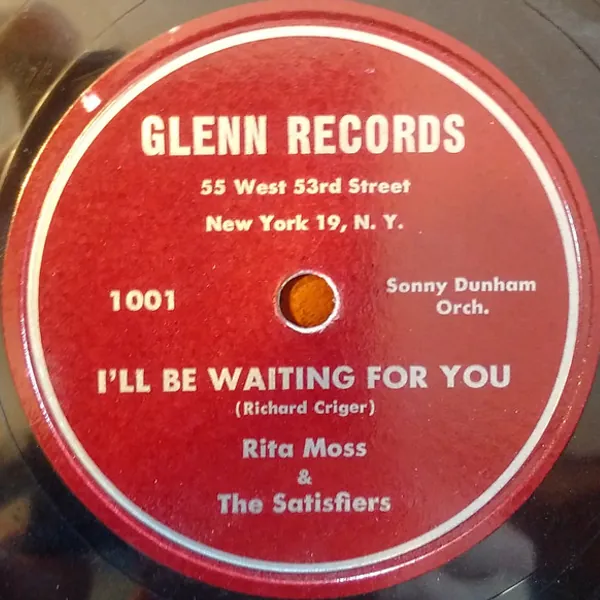 GLENN RECORDS
55 West 53rd Street
New York 19, N. Y.
1001
Sonny Dunham
Orch.
I'LL BE WAITING FOR YOU
(Richard Criger)
Rita Moss
&
The Satisfiers